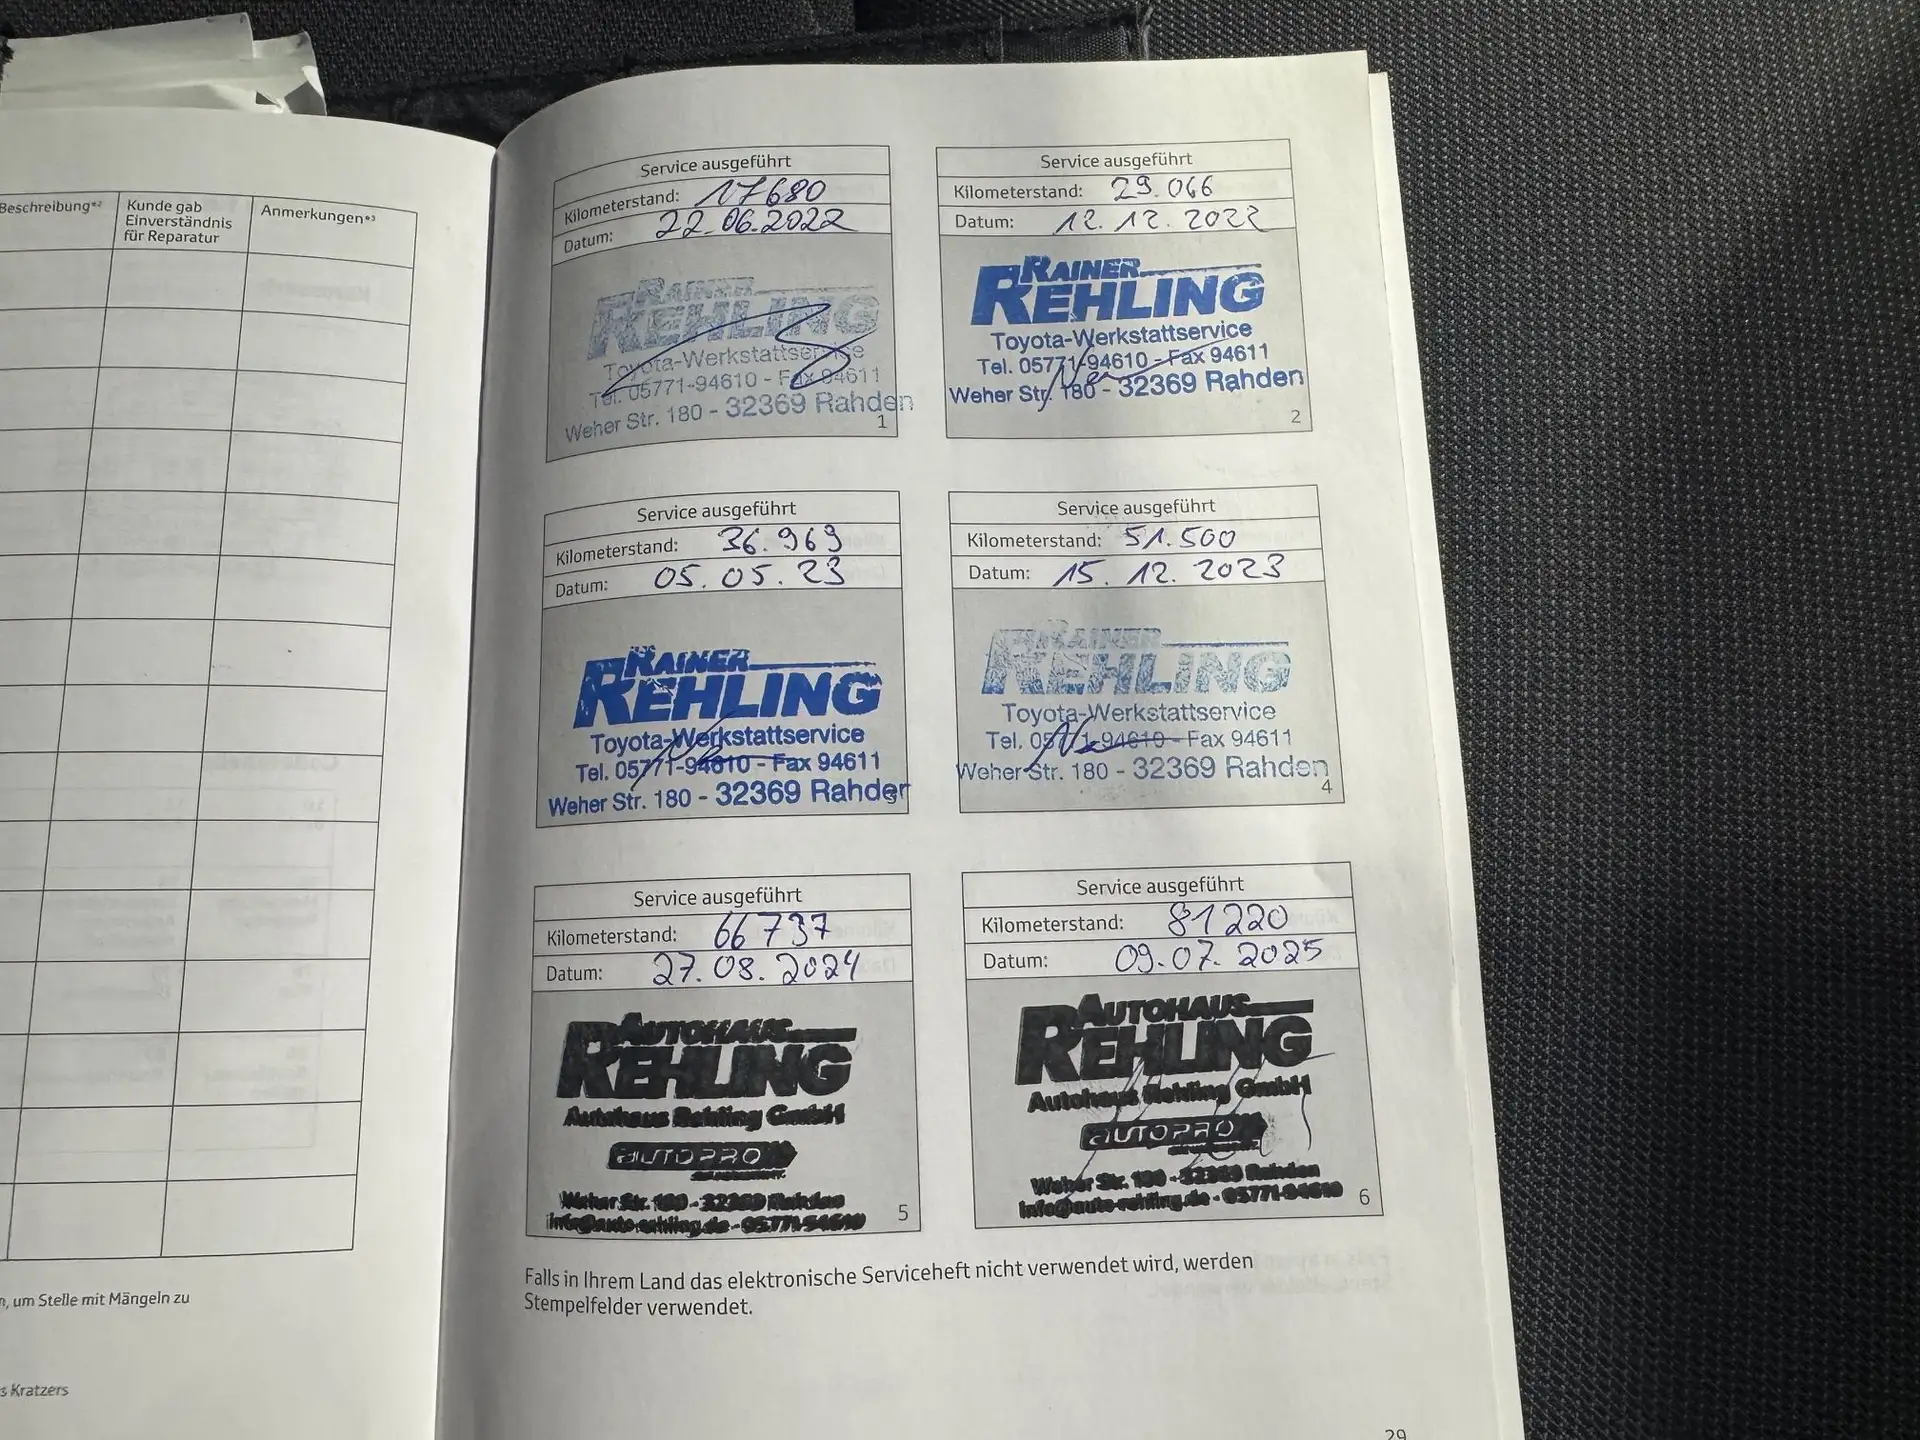 Beschreibung*²
Kunde gab
Einverständnis
für Reparatur
Anmerkungen*³
n, um Stelle mit Mängeln zu
s Kratzers
Service ausgeführt
Kilometerstand: 17680
Datum: 22.06.2022
RAINER
REHLING
Toyota-Werkstattservice
Tel. 05771-94610 - Fax 94611
Weher Str. 180 - 32369 Rahden
1
Service ausgeführt
Kilometerstand: 29.066
Datum: 12.12.2022
RAINER
REHLING
Toyota-Werkstattservice
Tel. 05771-94610 - Fax 94611
Weher Str. 180 - 32369 Rahden
2
Service ausgeführt
Kilometerstand: 36.969
Datum: 05.05.23
RAINER
REHLING
Toyota-Werkstattservice
Tel. 05771-94610 - Fax 94611
Weher Str. 180 - 32369 Rahden
3
Service ausgeführt
Kilometerstand: 51.500
Datum: 15.12.2023
RAINER
REHLING
Toyota-Werkstattservice
Tel. 05771-94610 - Fax 94611
Weher Str. 180 - 32369 Rahden
4
Service ausgeführt
Kilometerstand: 66737
Datum: 27.08.2024
AUTOHAUS
REHLING
Autohaus Rehling GmbH
AUTOPRO
Weher Str. 180 - 32369 Rahden
info@auto-rehling.de - 05771-94610
5
Service ausgeführt
Kilometerstand: 81220
Datum: 09.07.2025
AUTOHAUS
REHLING
Autohaus Rehling GmbH
AUTOPRO
Weher Str. 180 - 32369 Rahden
info@auto-rehling.de - 05771-94610
6
Falls in Ihrem Land das elektronische Serviceheft nicht verwendet wird, werden
Stempelfelder verwendet.
29